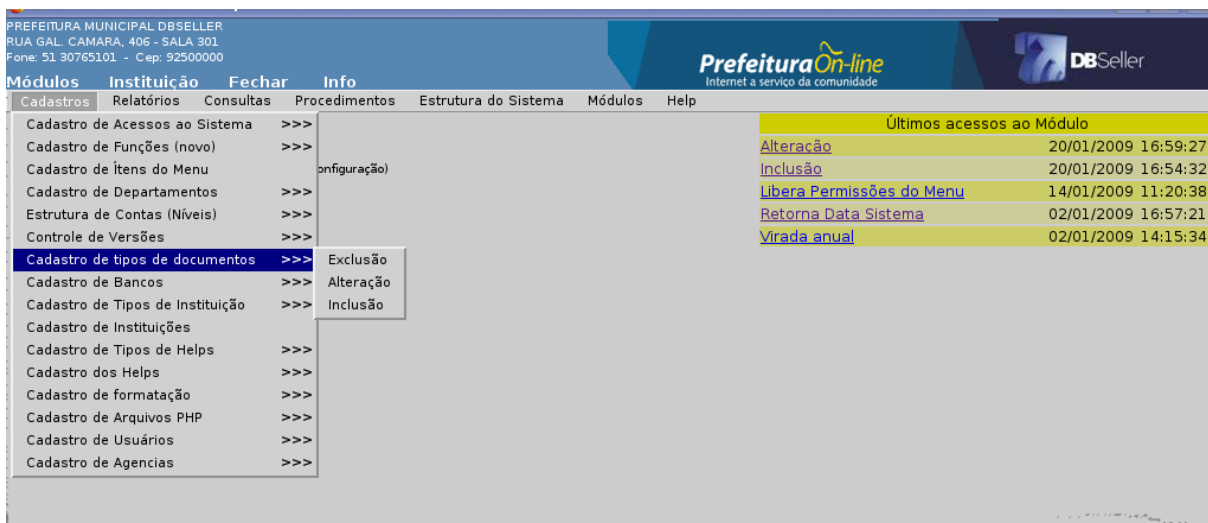 PREFEITURA MUNICIPAL DBSELLER
RUA GAL. CAMARA, 406 - SALA 301
Fone: 51 30765101 - Cep: 92500000
Prefeitura On-line
Internet a serviço da comunidade
DBSeller
Módulos Instituição Fechar Info
Cadastros Relatórios Consultas Procedimentos Estrutura do Sistema Módulos Help
Cadastro de Acessos ao Sistema >>>
Cadastro de Funções (novo) >>>
Cadastro de Ítens do Menu
onfiguração)
Cadastro de Departamentos >>>
Estrutura de Contas (Níveis) >>>
Controle de Versões >>>
Cadastro de tipos de documentos >>>
Cadastro de Bancos >>>
Cadastro de Tipos de Instituição >>>
Cadastro de Instituições
Cadastro de Tipos de Helps >>>
Cadastro dos Helps >>>
Cadastro de formatação >>>
Cadastro de Arquivos PHP >>>
Cadastro de Usuários >>>
Cadastro de Agencias >>>
Exclusão
Alteração
Inclusão
Últimos acessos ao Módulo
Alteração 20/01/2009 16:59:27
Inclusão 20/01/2009 16:54:32
Libera Permissões do Menu 14/01/2009 11:20:38
Retorna Data Sistema 02/01/2009 16:57:21
Virada anual 02/01/2009 14:15:34